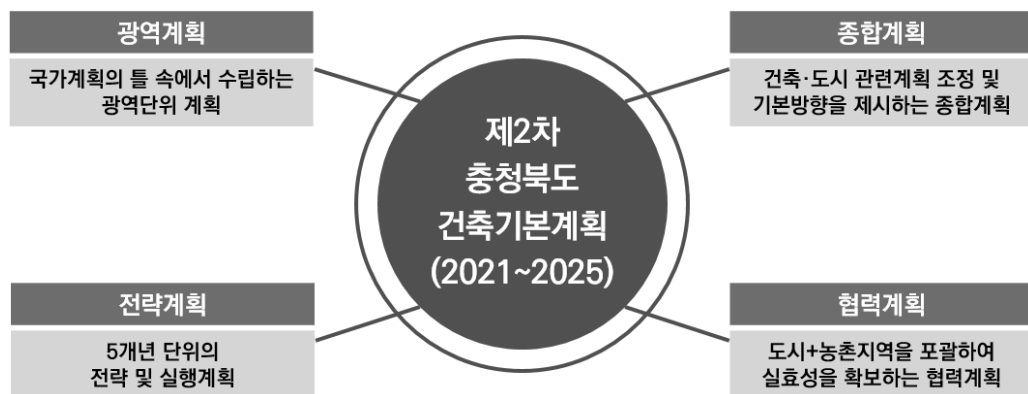 광역계획
국가계획의 틀 속에서 수립하는
광역단위 계획
종합계획
건축·도시 관련계획 조정 및
기본방향을 제시하는 종합계획
제2차
충청북도
건축기본계획
(2021~2025)
전략계획
5개년 단위의
전략 및 실행계획
협력계획
도시+농촌지역을 포괄하여
실효성을 확보하는 협력계획